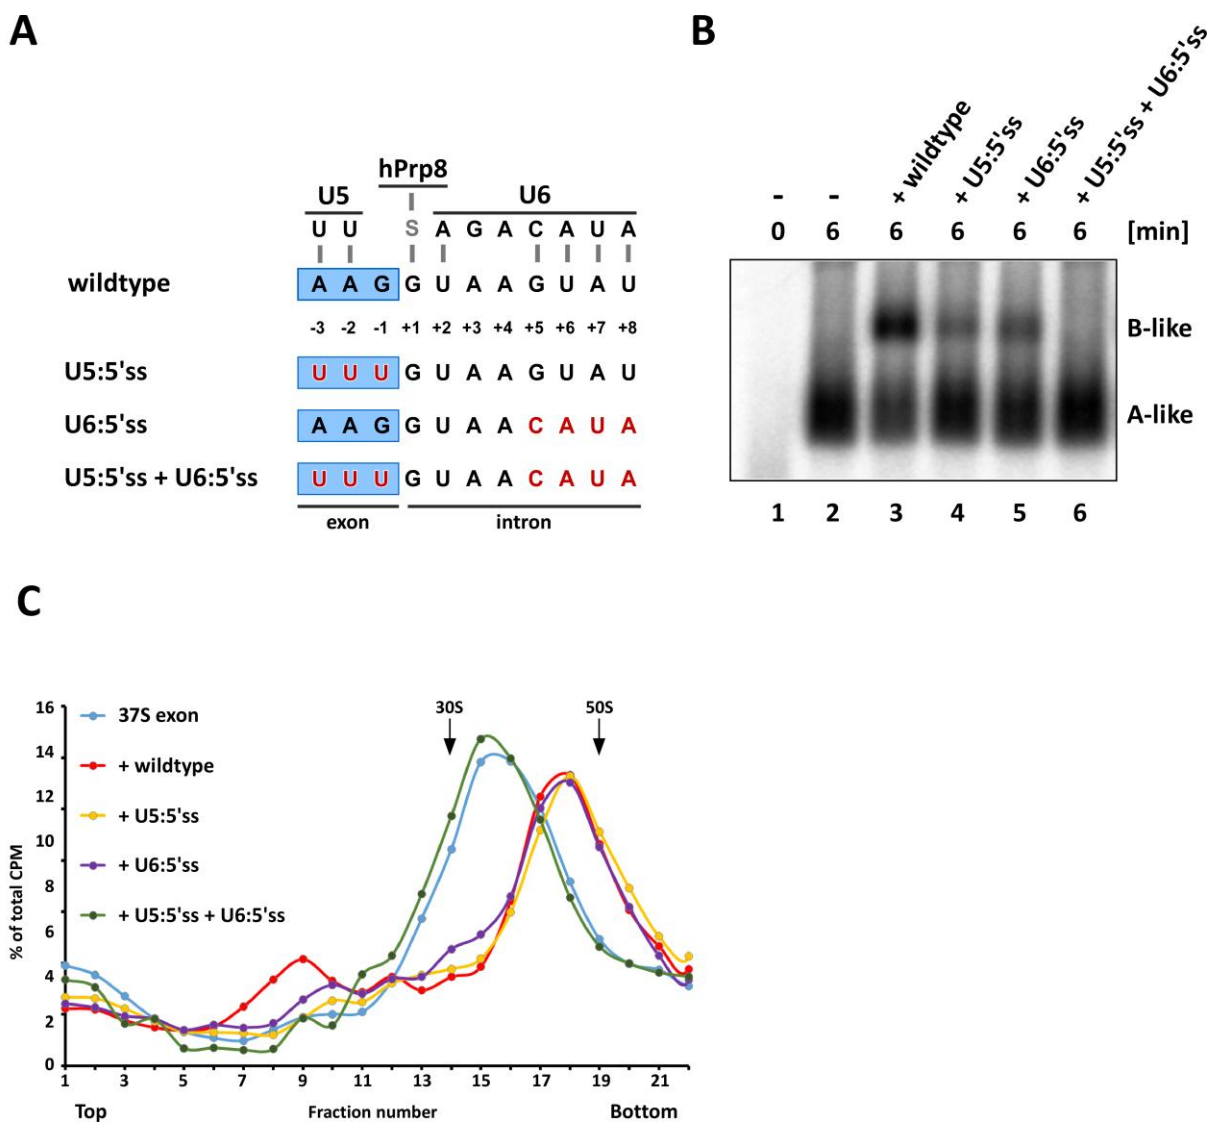 A
hPrp8
U5 U6
U U S A G A C A U A
wildtype A A G G U A A G U A U
-3 -2 -1 +1 +2 +3 +4 +5 +6 +7 +8
U5:5'ss U U U G U A A G U A U
U6:5'ss A A G G U A A C A U A
U5:5'ss + U6:5'ss U U U G U A A C A U A
exon intron
B
- - + wildtype + U5:5'ss + U6:5'ss + U5:5'ss + U6:5'ss
0 6 6 6 6 6 [min]
B-like
A-like
1 2 3 4 5 6
C
% of total CPM
16
14
12
10
8
6
4
2
0
37S exon
+ wildtype
+ U5:5'ss
+ U6:5'ss
+ U5:5'ss + U6:5'ss
30S 50S
1 3 5 7 9 11 13 15 17 19 21
Top Fraction number Bottom